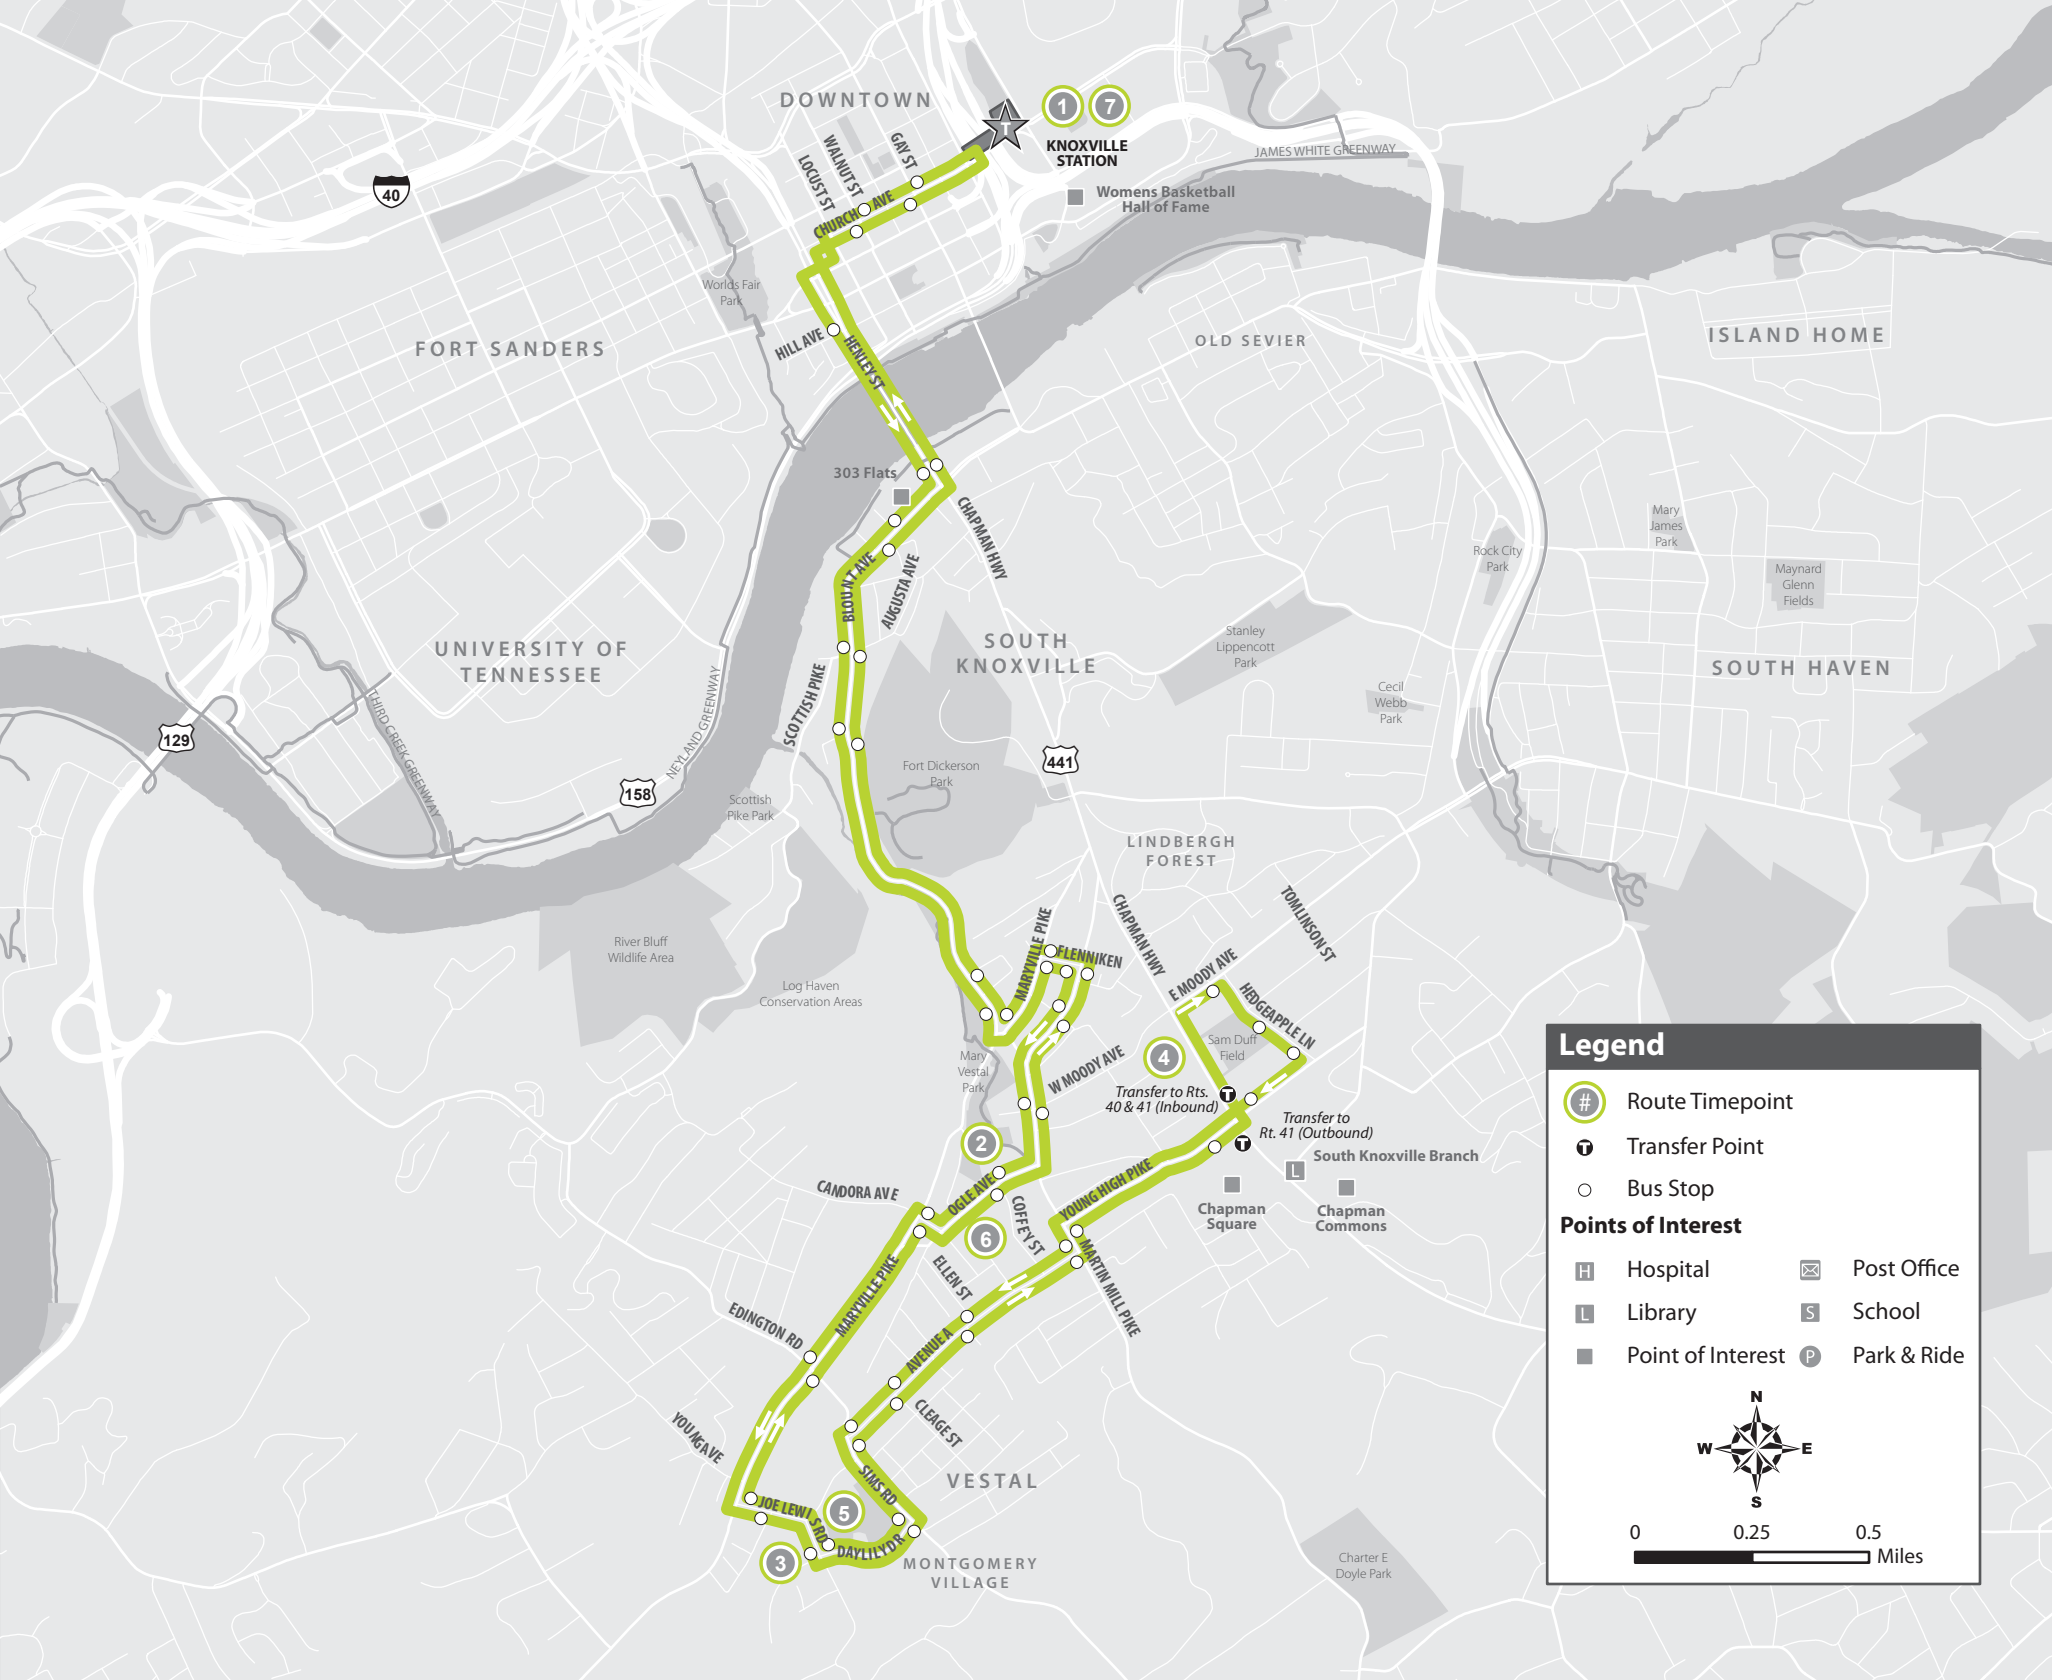 DOWNTOWN
1
7
KNOXVILLE
STATION
T
GAY ST
WALNUT ST
LOCUST ST
CHURCH AVE
JAMES WHITE GREENWAY
Womens Basketball
Hall of Fame
40
Worlds Fair
Park
HILL AVE
HENLEY ST
FORT SANDERS
OLD SEVIER
ISLAND HOME
303 Flats
CHAPMAN HWY
BLOUNT AVE
AUGUSTA AVE
Mary
James
Park
Rock City
Park
Maynard
Glenn
Fields
UNIVERSITY OF
TENNESSEE
SOUTH
KNOXVILLE
Stanley
Lippencott
Park
Cecil
Webb
Park
SOUTH HAVEN
SCOTTISH PIKE
THIRD CREEK GREENWAY
NEYLAND GREENWAY
129
158
441
Fort Dickerson
Park
Scottish
Pike Park
LINDBERGH
FOREST
River Bluff
Wildlife Area
Log Haven
Conservation Areas
MARYVILLE PIKE
FLENNIKEN
CHAPMAN HWY
TOMLINSON ST
E MOODY AVE
HEDGEAPPLE LN
Sam Duff
Field
4
W MOODY AVE
Mary
Vestal
Park
Transfer to Rts.
40 & 41 (Inbound)
T
Transfer to
Rt. 41 (Outbound)
T
2
South Knoxville Branch
L
CANDORA AVE
OGLE AVE
COFFEY ST
YOUNG HIGH PIKE
Chapman
Square
Chapman
Commons
6
ELLEN ST
MARTIN MILL PIKE
MARYVILLE PIKE
EDINGTON RD
AVENUE A
CLEAGE ST
YOUNG AVE
SIMS RD
VESTAL
JOE LEWIS RD
5
3
DAYLILY DR
MONTGOMERY
VILLAGE
Charter E
Doyle Park
Legend
# Route Timepoint
T Transfer Point
Bus Stop
Points of Interest
H Hospital
Post Office
L Library
S School
Point of Interest
P Park & Ride
N
W E
S
0 0.25 0.5
Miles